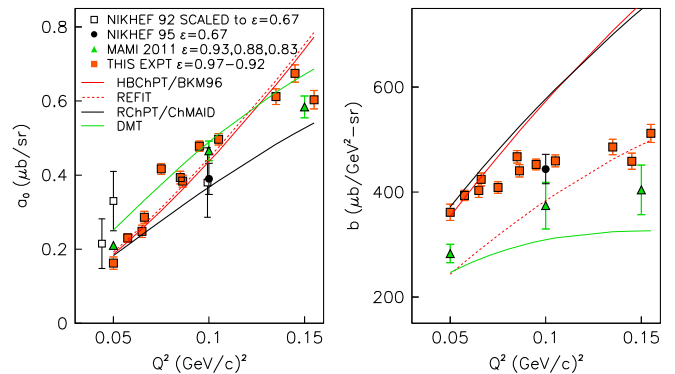 NIKHEF 92 SCALED to ε=0.67
NIKHEF 95 ε=0.67
MAMI 2011 ε=0.93,0.88,0.83
THIS EXPT ε=0.97−0.92
HBChPT/BKM96
REFIT
RChPT/ChMAID
DMT
0.8
0.6
0.4
0.2
0
a₀ (μb/sr)
0.05
0.1
0.15
Q² (GeV/c)²
600
400
200
b (μb/GeV²−sr)
0.05
0.1
0.15
Q² (GeV/c)²